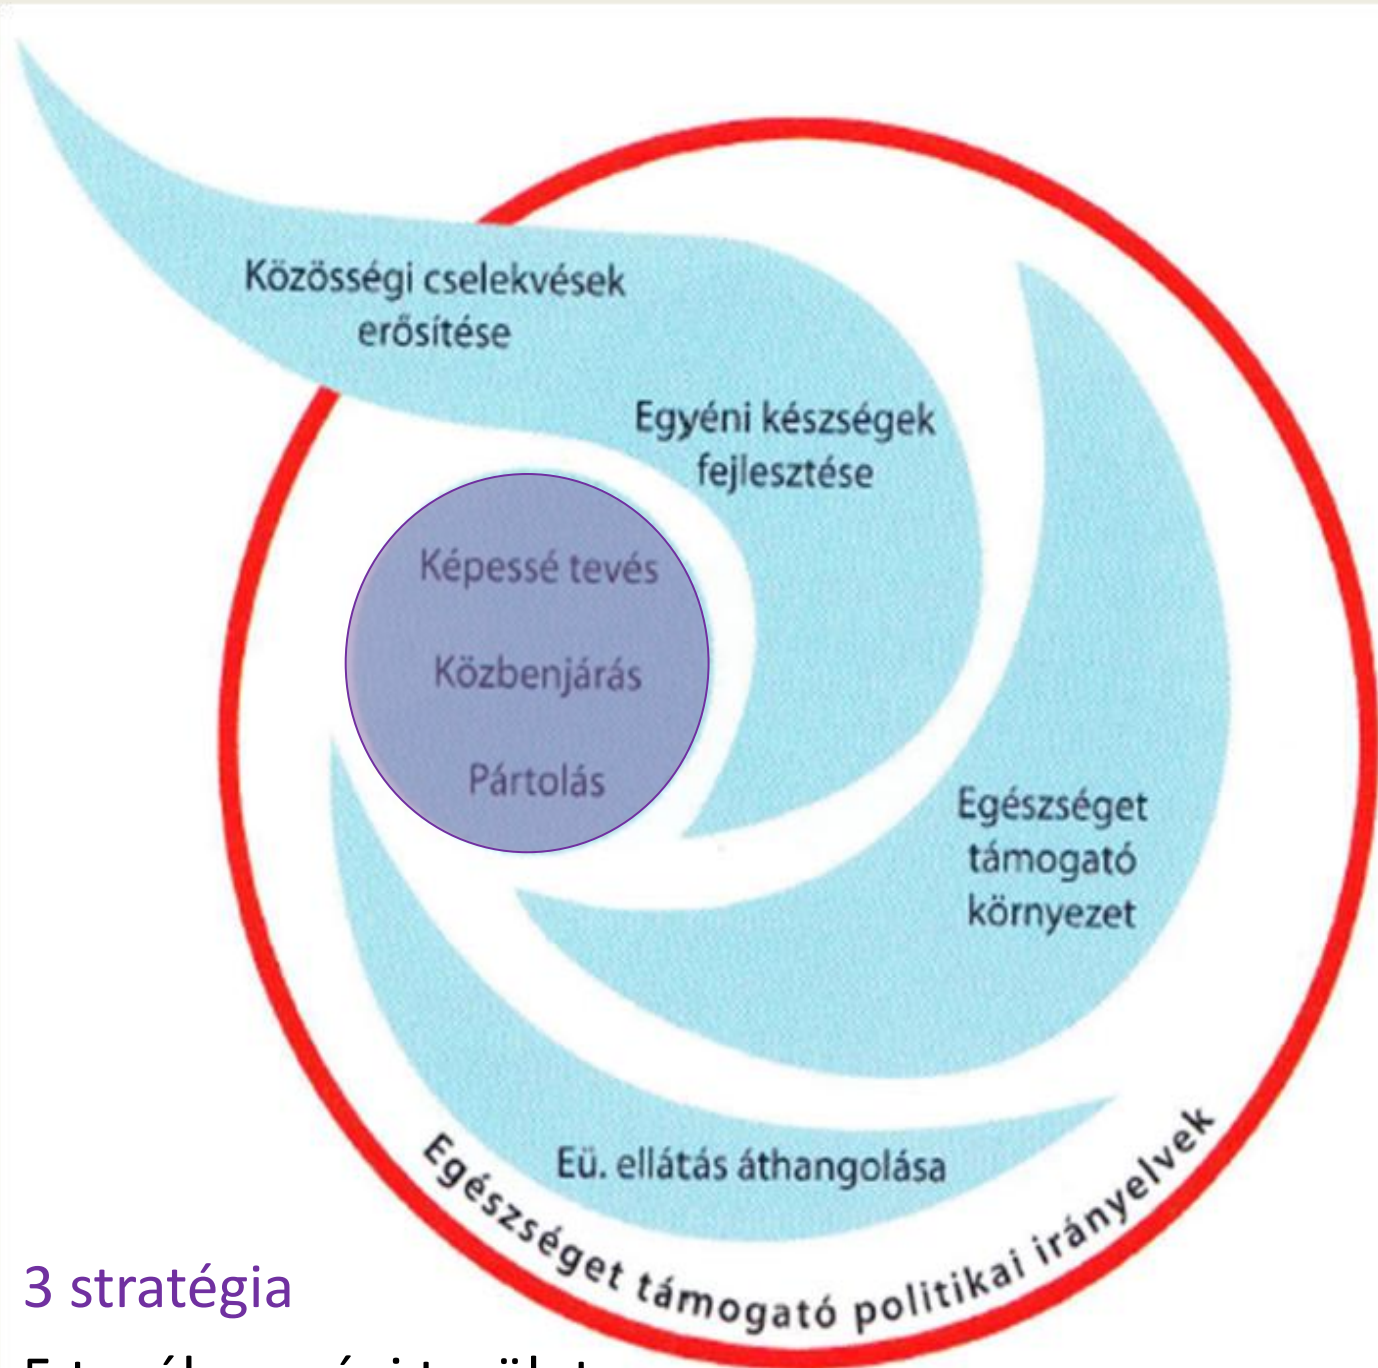 Közösségi cselekvések
erősítése
Egyéni készségek
fejlesztése
Képessé tevés
Közbenjárás
Pártolás
Egészséget
támogató
környezet
Eü. ellátás áthangolása
Egészséget támogató politikai irányelvek
3 stratégia